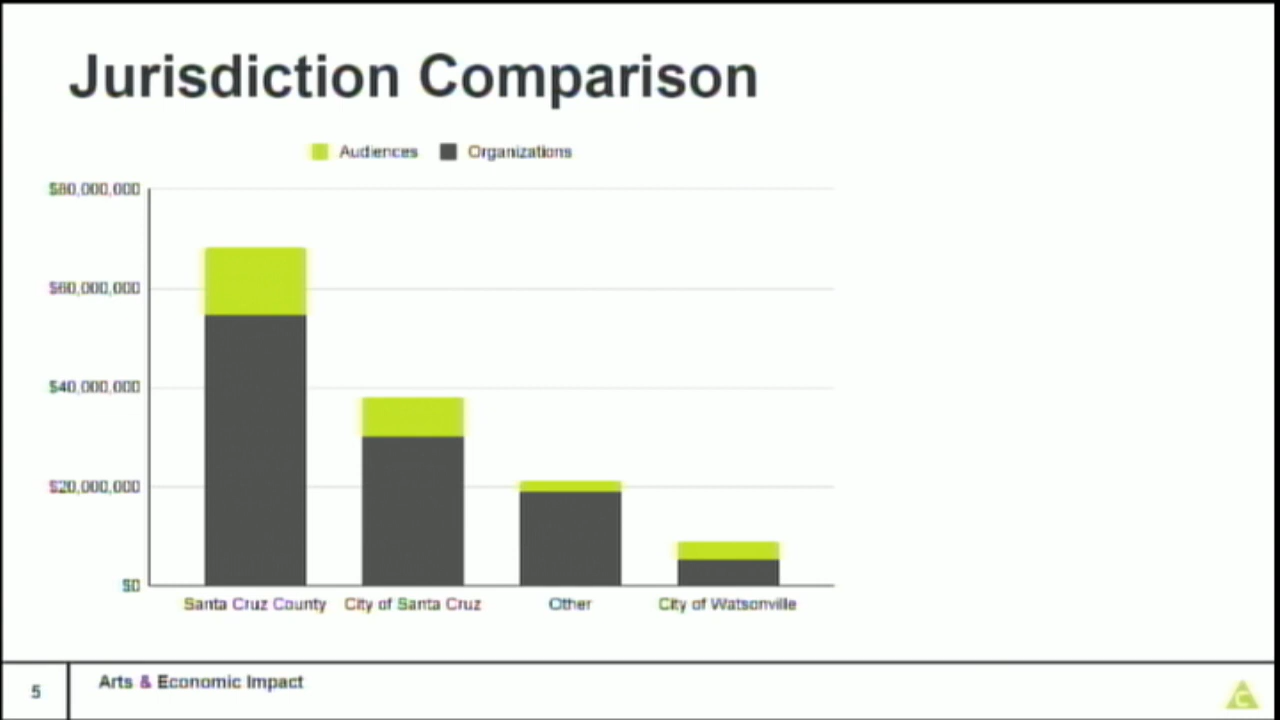 Jurisdiction Comparison
Audiences Organizations
$80,000,000
$60,000,000
$40,000,000
$20,000,000
$0
Santa Cruz County City of Santa Cruz Other City of Watsonville
5 Arts & Economic Impact
C